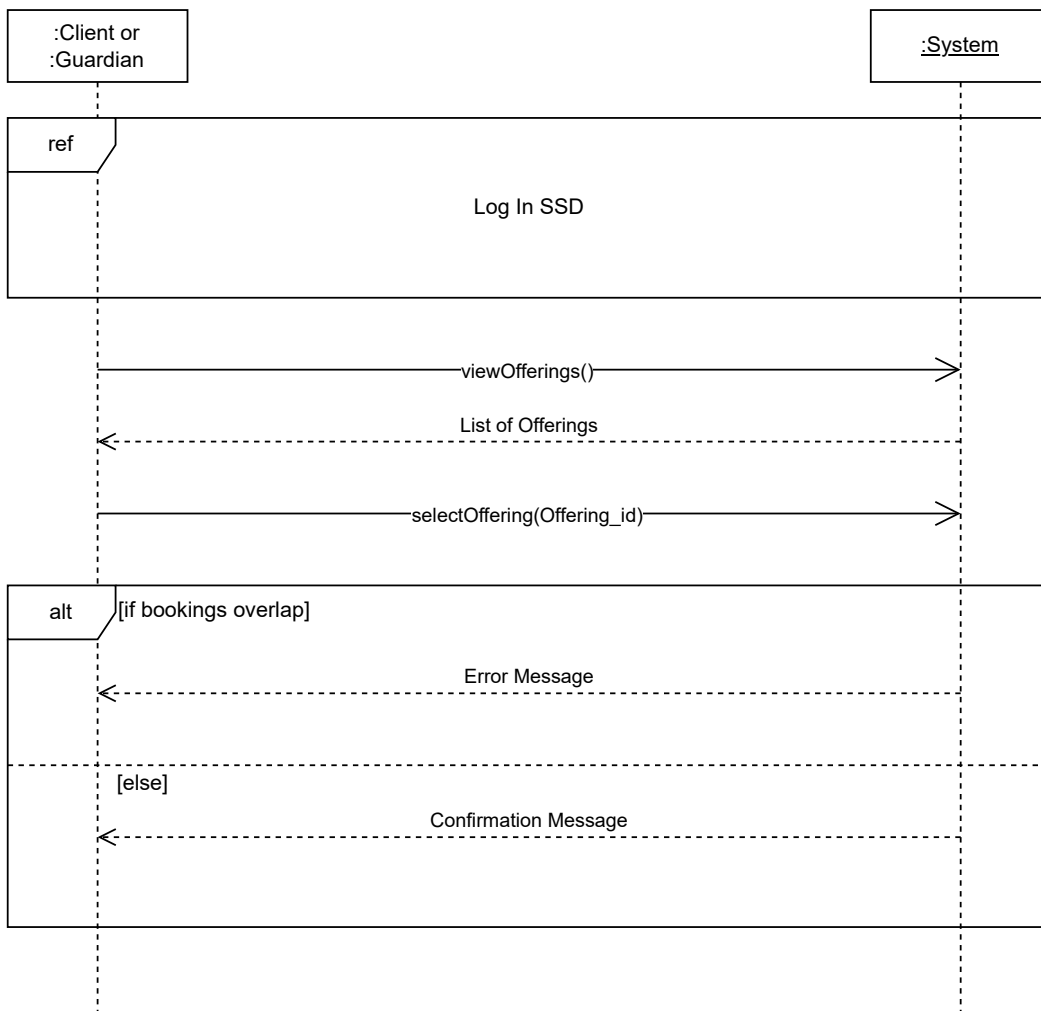 :Client or
:Guardian
:System
ref
Log In SSD
viewOfferings()
List of Offerings
selectOffering(Offering_id)
alt
[if bookings overlap]
Error Message
[else]
Confirmation Message